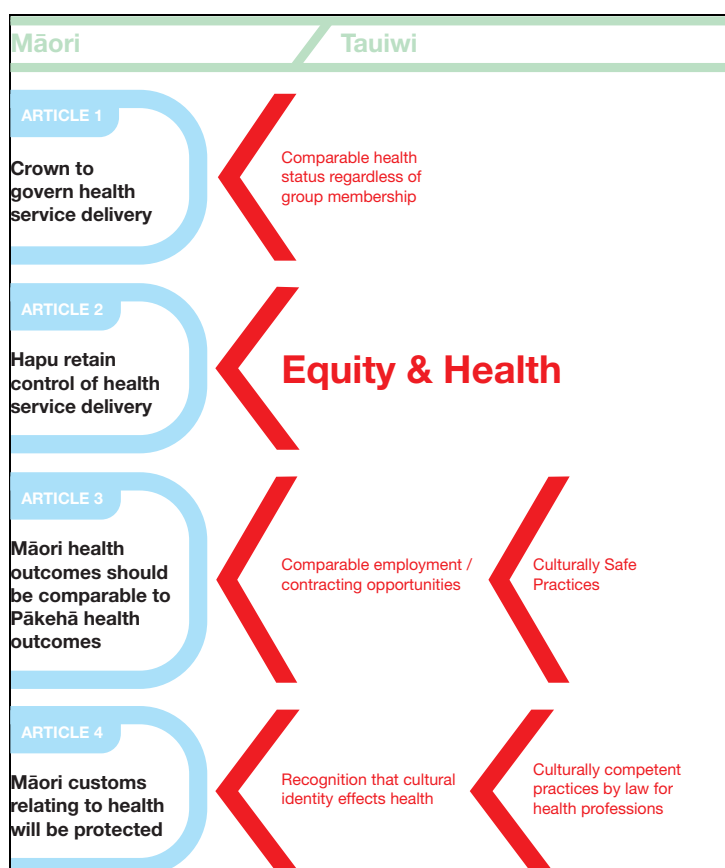 Māori
Tauiwi
ARTICLE 1
Crown to
govern health
service delivery
Comparable health
status regardless of
group membership
ARTICLE 2
Hapu retain
control of health
service delivery
Equity & Health
ARTICLE 3
Māori health
outcomes should
be comparable to
Pākehā health
outcomes
Comparable employment /
contracting opportunities
Culturally Safe
Practices
ARTICLE 4
Māori customs
relating to health
will be protected
Recognition that cultural
identity effects health
Culturally competent
practices by law for
health professions